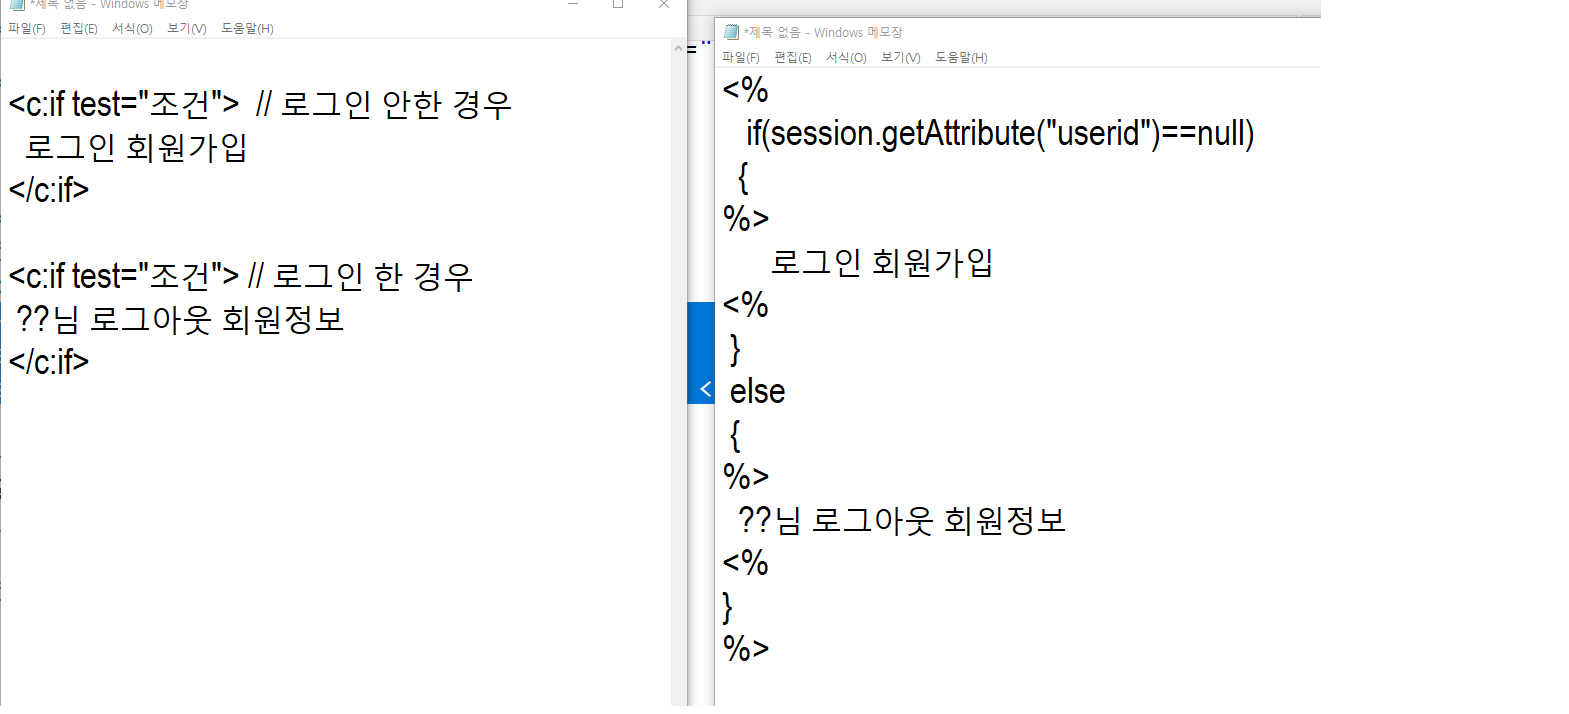 *제목 없음 - Windows 메모장
파일(F) 편집(E) 서식(O) 보기(V) 도움말(H)
<c:if test="조건"> // 로그인 안한 경우
로그인 회원가입
</c:if>
<c:if test="조건"> // 로그인 한 경우
??님 로그아웃 회원정보
</c:if>
="
*제목 없음 - Windows 메모장
파일(F) 편집(E) 서식(O) 보기(V) 도움말(H)
<%
if(session.getAttribute("userid")==null)
{
%>
로그인 회원가입
<%
}
else
{
%>
??님 로그아웃 회원정보
<%
}
%>